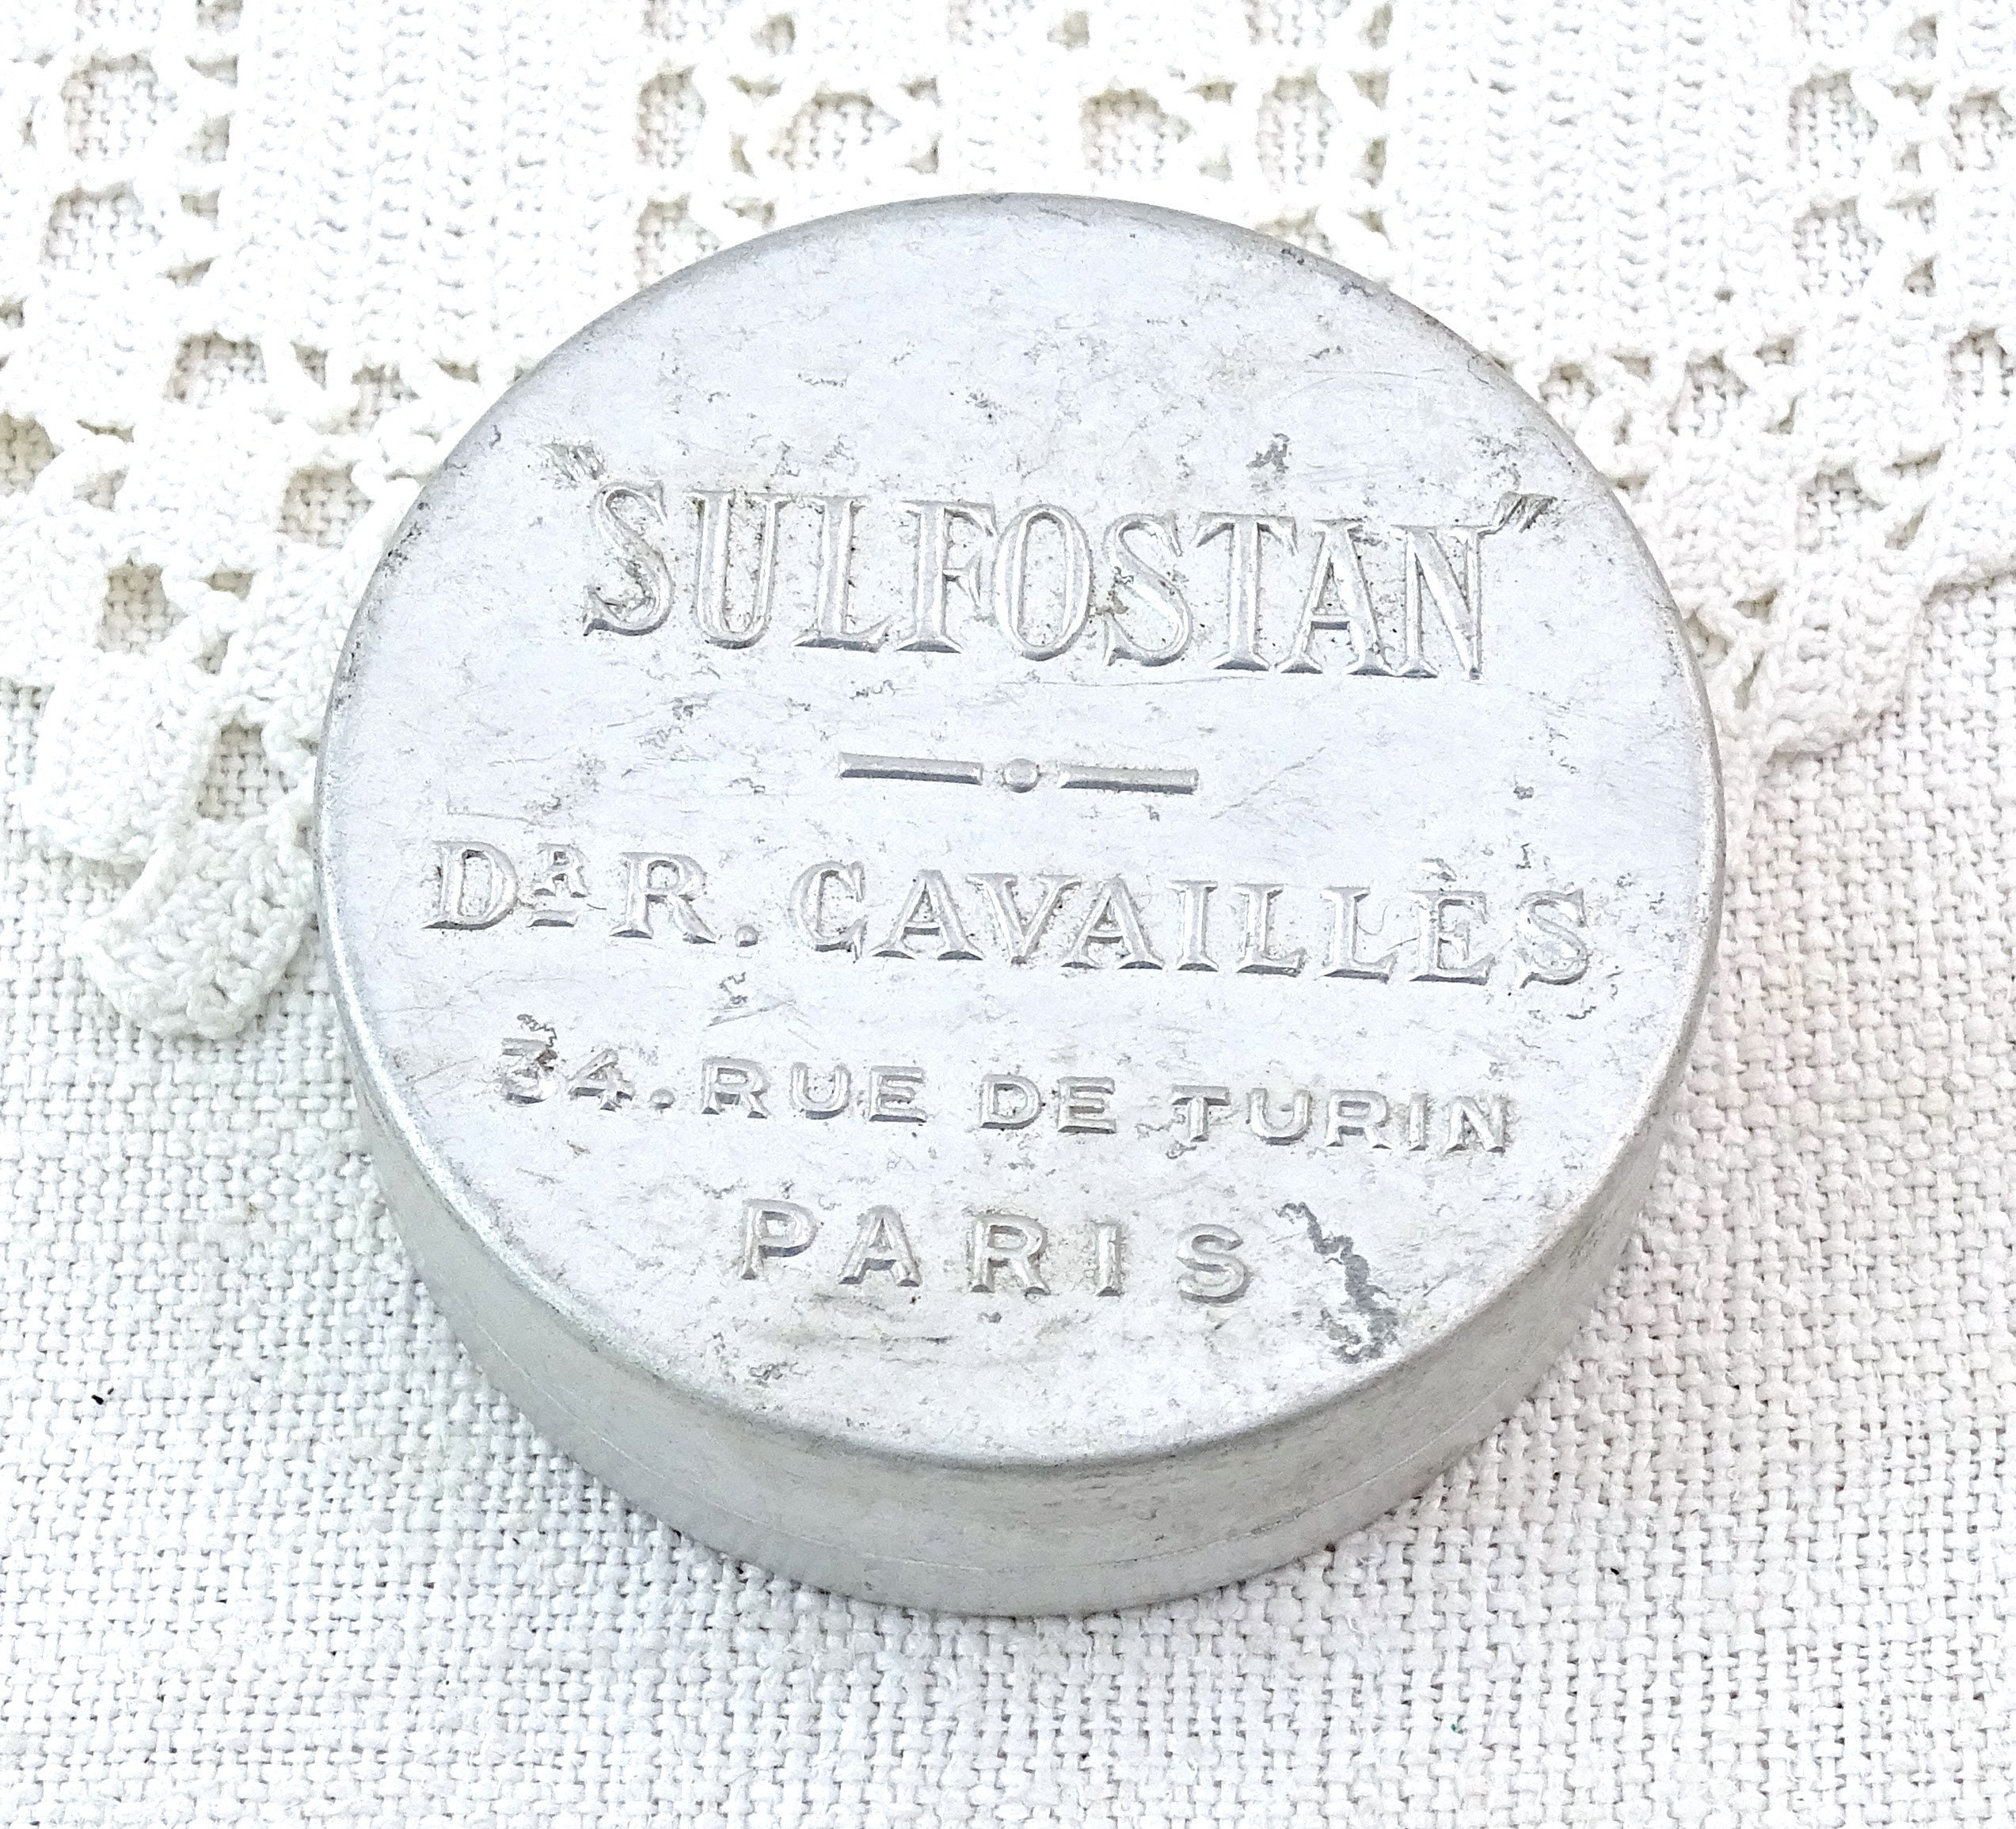 "SULFOSTAN"
DR R. CAVAILLÈS
34. RUE DE TURIN
PARIS